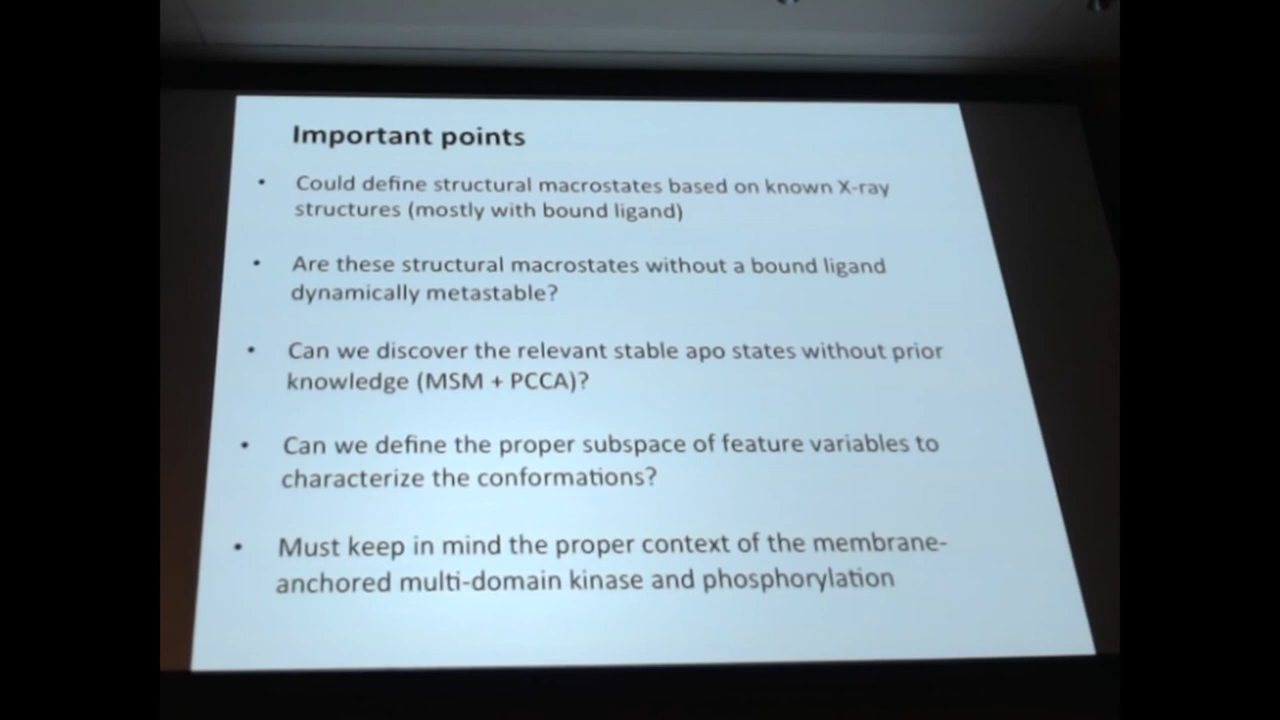 Important points
• Could define structural macrostates based on known X-ray
structures (mostly with bound ligand)
• Are these structural macrostates without a bound ligand
dynamically metastable?
• Can we discover the relevant stable apo states without prior
knowledge (MSM + PCCA)?
• Can we define the proper subspace of feature variables to
characterize the conformations?
• Must keep in mind the proper context of the membrane-
anchored multi-domain kinase and phosphorylation